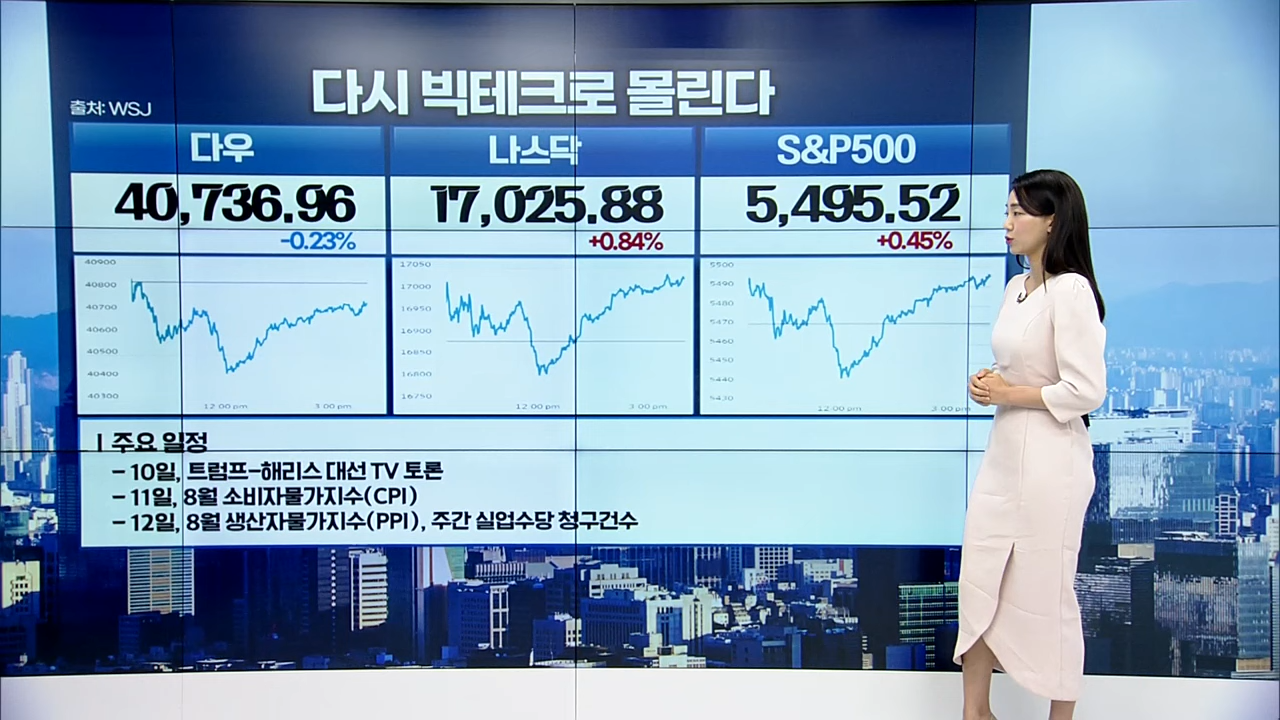 다시 빅테크로 몰린다
출처: WSJ
다우
40,736.96
-0.23%
나스닥
17,025.88
+0.84%
S&P500
5,495.52
+0.45%
40900
40800
40700
40600
40500
40400
40300
12:00 pm 3:00 pm
17050
17000
16950
16900
16850
16800
16750
12:00 pm 3:00 pm
5500
5490
5480
5470
5460
5450
5440
5430
12:00 pm 3:00 pm
| 주요 일정
- 10일, 트럼프-해리스 대선 TV 토론
- 11일, 8월 소비자물가지수(CPI)
- 12일, 8월 생산자물가지수(PPI), 주간 실업수당 청구건수